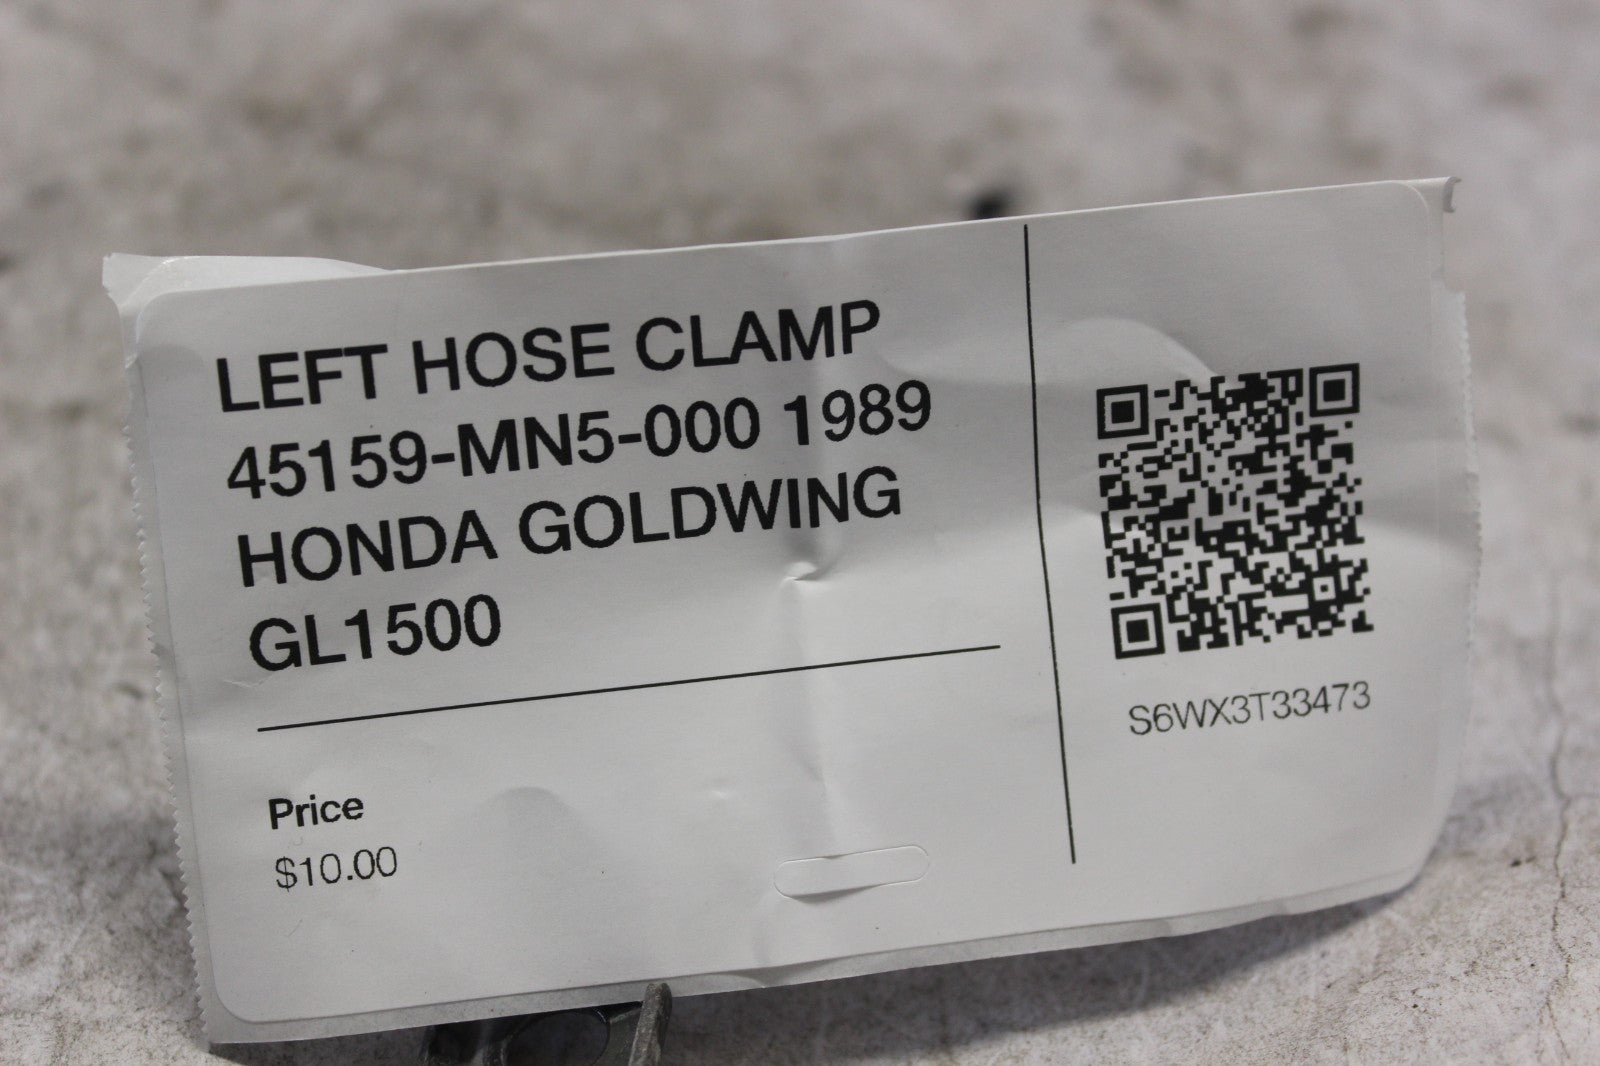 LEFT HOSE CLAMP
45159-MN5-000 1989
HONDA GOLDWING
GL1500
Price
$10.00
S6WX3T33473